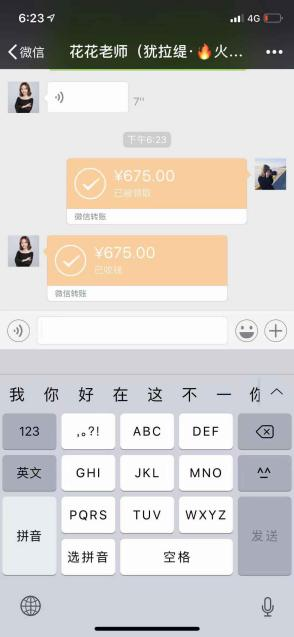 6:23
4G
微信
花花老师（犹拉缇·🔥火...
7"
下午6:23
¥675.00
已被领取
微信转账
¥675.00
已收钱
微信转账
我 你 好 在 这 不 一
123
,。?!
ABC
DEF
英文
GHI
JKL
MNO
^^
拼音
PQRS
TUV
WXYZ
发送
选拼音
空格